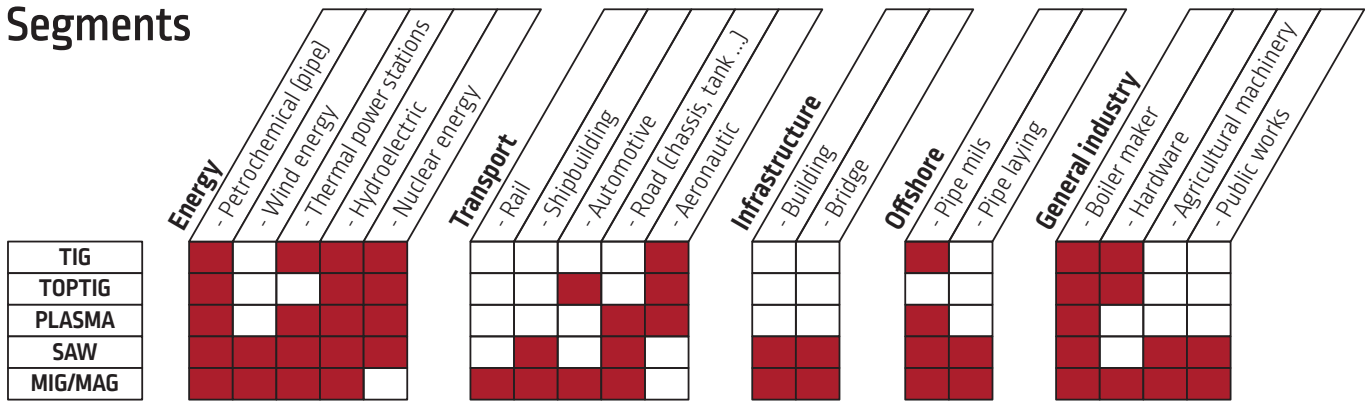 Segments
Energy
- Petrochemical (pipe)
- Wind energy
- Thermal power stations
- Hydroelectric
- Nuclear energy
Transport
- Rail
- Shipbuilding
- Automotive
- Road (chassis, tank ...)
- Aeronautic
Infrastructure
- Building
- Bridge
Offshore
- Pipe mils
- Pipe laying
General industry
- Boiler maker
- Hardware
- Agricultural machinery
- Public works
TIG
TOPTIG
PLASMA
SAW
MIG/MAG